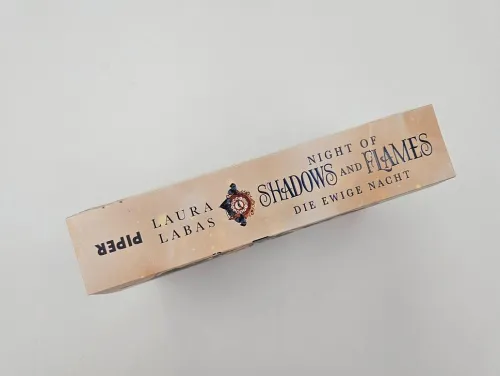 LAURA
LABAS
NIGHT OF
SHADOWS AND FLAMES
DIE EWIGE NACHT
PIPER